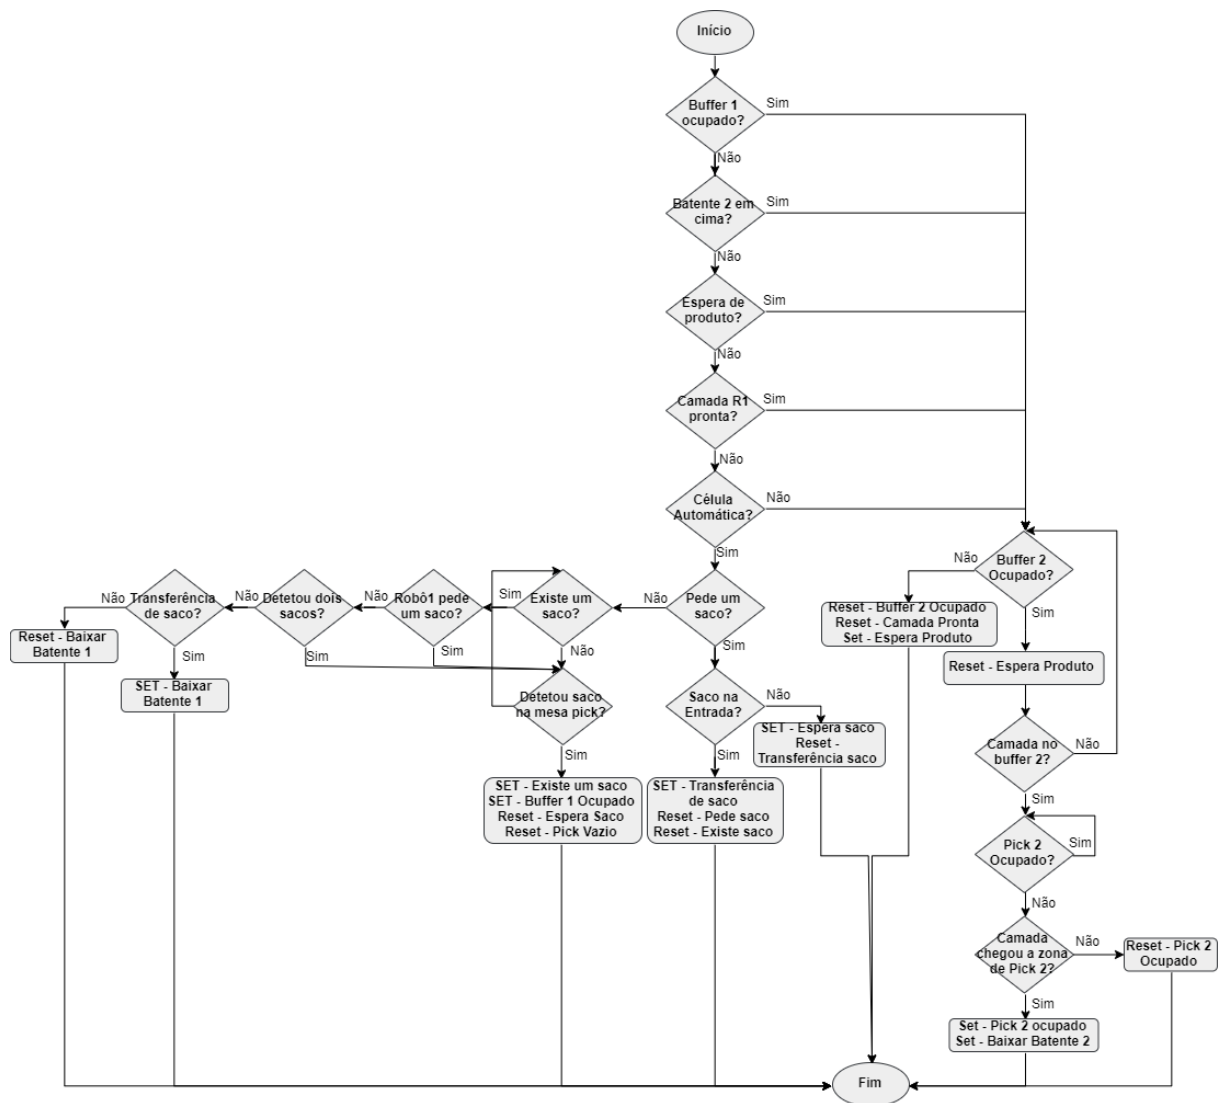 Início
Buffer 1
ocupado?
Sim
Não
Batente 2 em
cima?
Sim
Não
Espera de
produto?
Sim
Não
Camada R1
pronta?
Sim
Não
Célula
Automática?
Não
Sim
Buffer 2
Ocupado?
Não
Sim
Transferência
de saco?
Não
Sim
Detetou dois
sacos?
Não
Sim
Robô1 pede
um saco?
Não
Sim
Existe um
saco?
Sim
Não
Pede um
saco?
Não
Sim
Reset - Buffer 2 Ocupado
Reset - Camada Pronta
Set - Espera Produto
Reset - Baixar
Batente 1
SET - Baixar
Batente 1
Reset - Espera Produto
Detetou saco
na mesa pick?
Sim
Saco na
Entrada?
Não
Sim
SET - Espera saco
Reset -
Transferência saco
Camada no
buffer 2?
Não
Sim
SET - Existe um saco
SET - Buffer 1 Ocupado
Reset - Espera Saco
Reset - Pick Vazio
SET - Transferência
de saco
Reset - Pede saco
Reset - Existe saco
Pick 2
Ocupado?
Sim
Não
Camada
chegou a zona
de Pick 2?
Não
Sim
Reset - Pick 2
Ocupado
Set - Pick 2 ocupado
Set - Baixar Batente 2
Fim